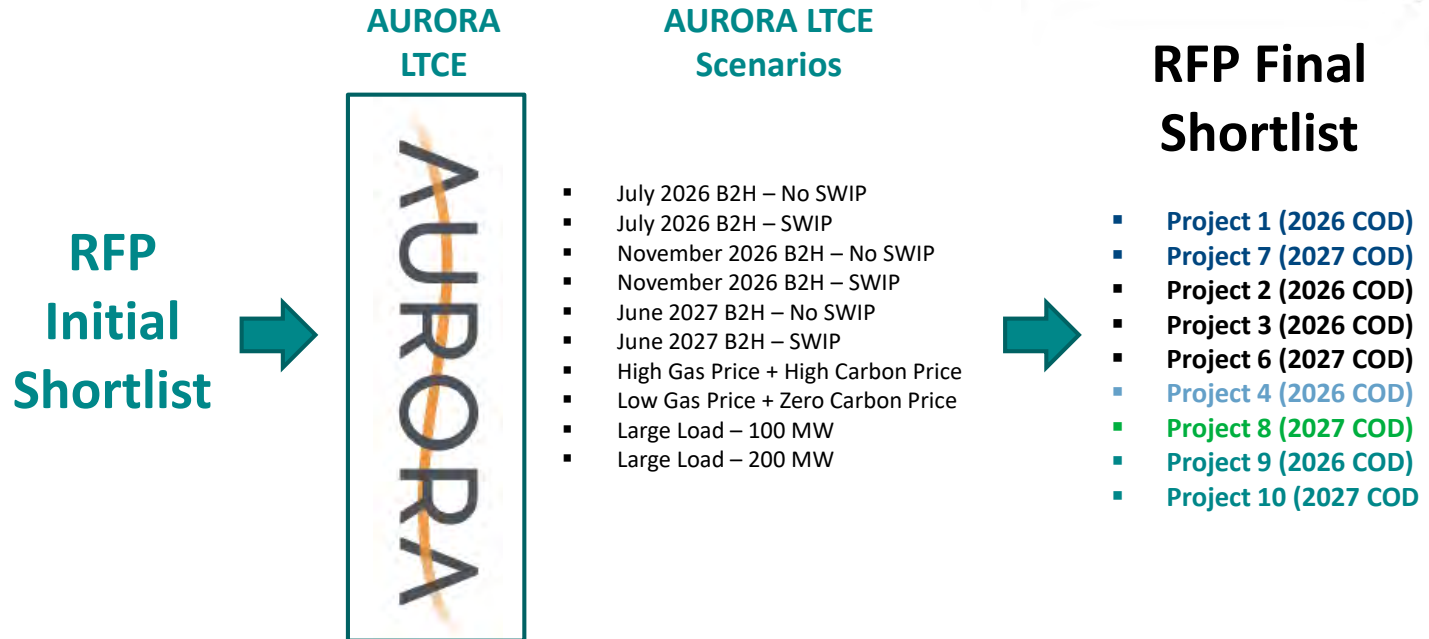 RFP
Initial
Shortlist
AURORA
LTCE
AURORA
AURORA LTCE
Scenarios
▪ July 2026 B2H – No SWIP
▪ July 2026 B2H – SWIP
▪ November 2026 B2H – No SWIP
▪ November 2026 B2H – SWIP
▪ June 2027 B2H – No SWIP
▪ June 2027 B2H – SWIP
▪ High Gas Price + High Carbon Price
▪ Low Gas Price + Zero Carbon Price
▪ Large Load – 100 MW
▪ Large Load – 200 MW
RFP Final
Shortlist
▪ Project 1 (2026 COD)
▪ Project 7 (2027 COD)
▪ Project 2 (2026 COD)
▪ Project 3 (2026 COD)
▪ Project 6 (2027 COD)
▪ Project 4 (2026 COD)
▪ Project 8 (2027 COD)
▪ Project 9 (2026 COD)
▪ Project 10 (2027 COD